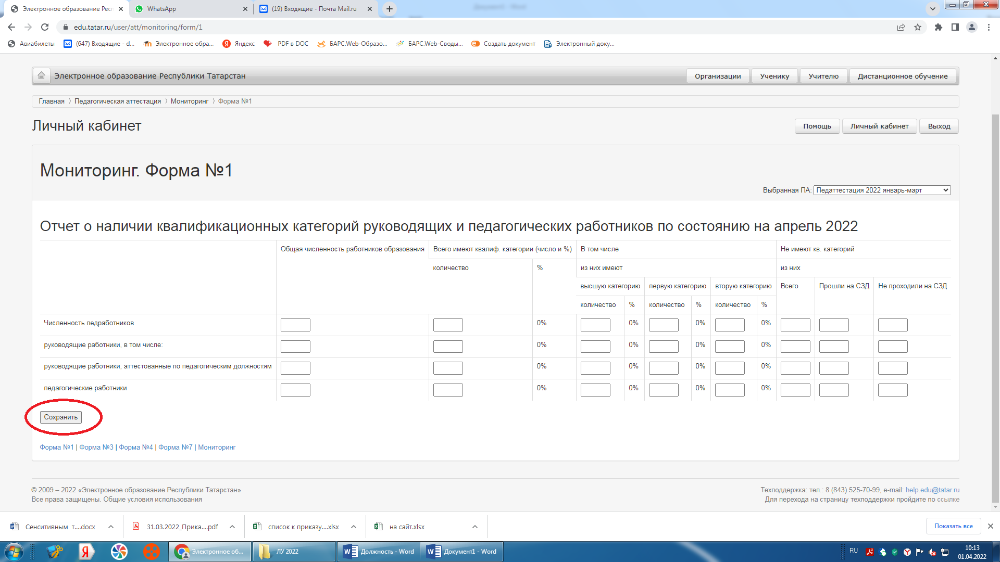 Электронное образование Респ
WhatsApp
(19) Входящие - Почта Mail.ru
edu.tatar.ru/user/att/monitoring/form/1
Авиабилеты (647) Входящие - d... Электронное обра... Яндекс PDF в DOC БАРС.Web-Образо... БАРС.Web-Своды... Создать документ Электронный доку...
Электронное образование Республики Татарстан
Организации Ученику Учителю Дистанционное обучение
Главная 〉 Педагогическая аттестация 〉 Мониторинг 〉 Форма №1
Личный кабинет
Помощь Личный кабинет Выход
Мониторинг. Форма №1
Выбранная ПА: Педаттестация 2022 январь-март
Отчет о наличии квалификационных категорий руководящих и педагогических работников по состоянию на апрель 2022
Общая численность работников образования Всего имеют квалиф. категории (число и %) В том числе Не имеют кв. категорий
количество % из них имеют из них
высшую категорию первую категорию вторую категорию Всего Прошли на СЗД Не проходили на СЗД
количество % количество % количество %
Численность педработников 0% 0% 0% 0%
руководящие работники, в том числе: 0% 0% 0% 0%
руководящие работники, аттестованные по педагогическим должностям 0% 0% 0% 0%
педагогические работники 0% 0% 0% 0%
Сохранить
Форма №1 | Форма №3 | Форма №4 | Форма №7 | Мониторинг
© 2009 – 2022 «Электронное образование Республики Татарстан»
Все права защищены. Общие условия использования
Техподдержка: тел.: 8 (843) 525-70-99, e-mail: help.edu@tatar.ru
Для перехода на страницу техподдержки пройдите по ссылке
Сенситивным т....docx 31.03.2022_Прика....pdf список к приказу....xlsx на сайт.xlsx Показать все
Электронное об... ЛУ 2022 Должность - Word Документ1 - Word RU
10:13
01.04.2022